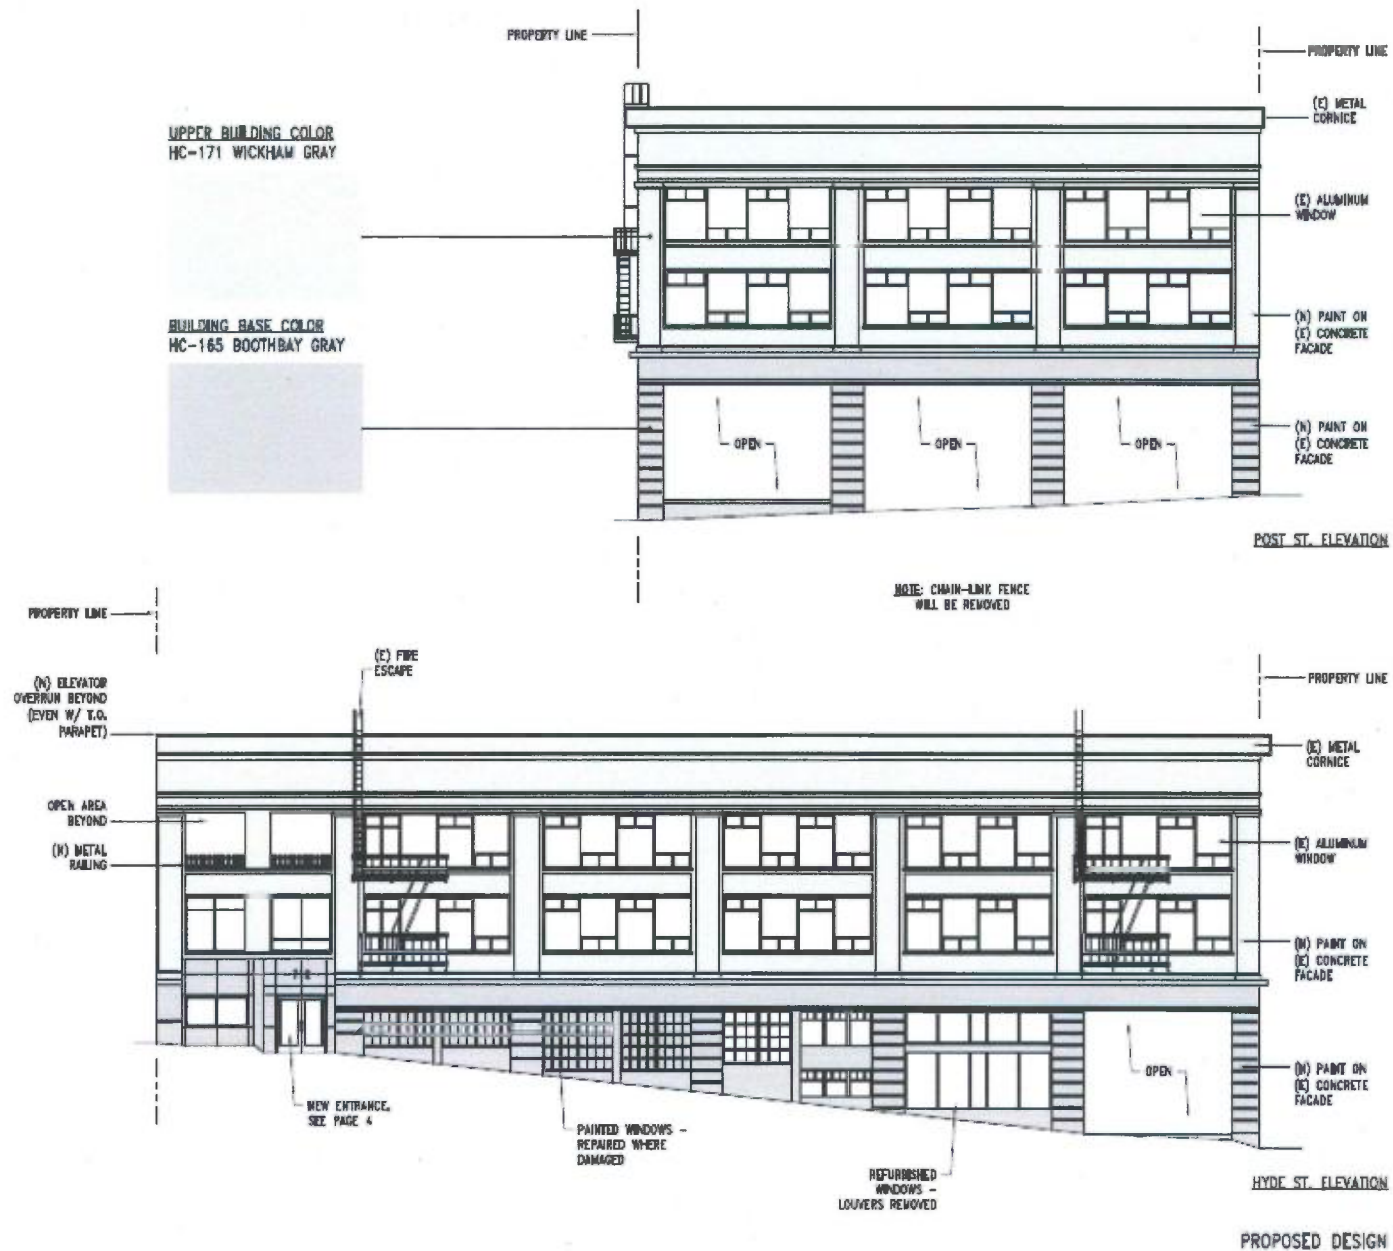 PROPERTY LINE
PROPERTY LINE
(E) METAL
CORNICE
UPPER BUILDING COLOR
HC-171 WICKHAM GRAY
(E) ALUMINUM
WINDOW
BUILDING BASE COLOR
HC-165 BOOTHBAY GRAY
(N) PAINT ON
(E) CONCRETE
FACADE
OPEN
OPEN
OPEN
(N) PAINT ON
(E) CONCRETE
FACADE
POST ST. ELEVATION
NOTE: CHAIN-LINK FENCE
WILL BE REMOVED
PROPERTY LINE
(E) FIRE
ESCAPE
PROPERTY LINE
(N) ELEVATOR
OVERRUN BEYOND
(EVEN W/ T.O.
PARAPET)
(E) METAL
CORNICE
OPEN AREA
BEYOND
(N) METAL
RAILING
(E) ALUMINUM
WINDOW
(N) PAINT ON
(E) CONCRETE
FACADE
OPEN
(N) PAINT ON
(E) CONCRETE
FACADE
NEW ENTRANCE,
SEE PAGE 4
PAINTED WINDOWS -
REPAIRED WHERE
DAMAGED
REFURBISHED
WINDOWS -
LOUVERS REMOVED
HYDE ST. ELEVATION
PROPOSED DESIGN